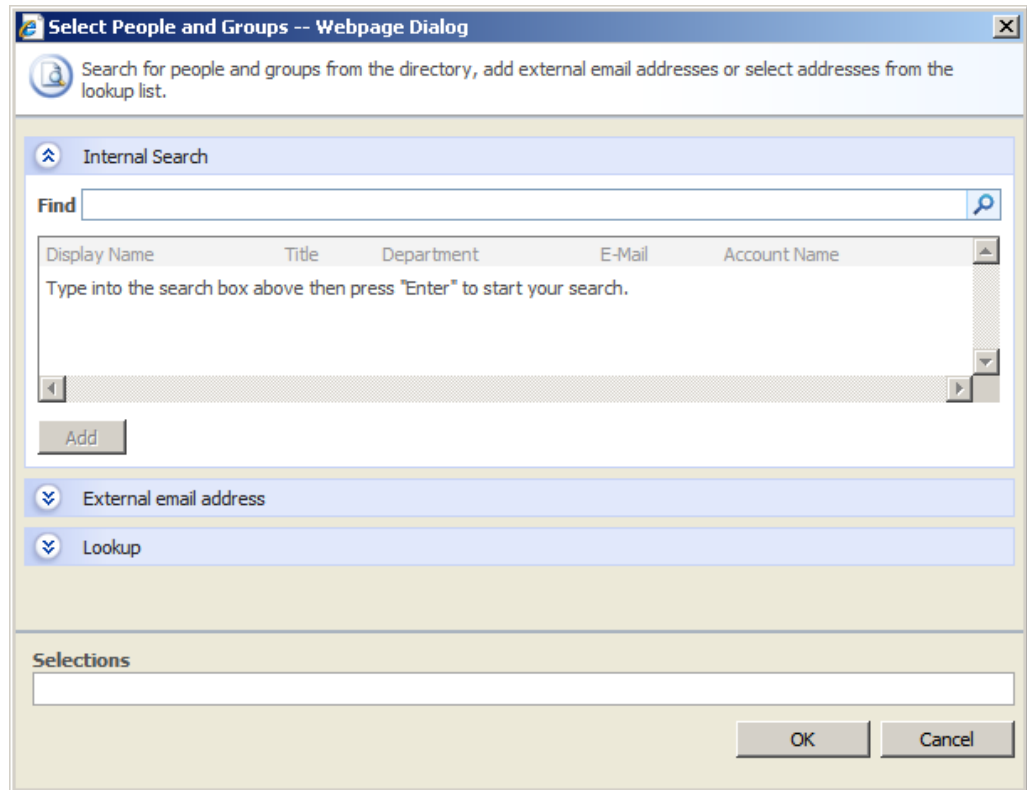 Select People and Groups -- Webpage Dialog
Search for people and groups from the directory, add external email addresses or select addresses from the
lookup list.
Internal Search
Find
Display Name Title Department E-Mail Account Name
Type into the search box above then press "Enter" to start your search.
Add
External email address
Lookup
Selections
OK Cancel